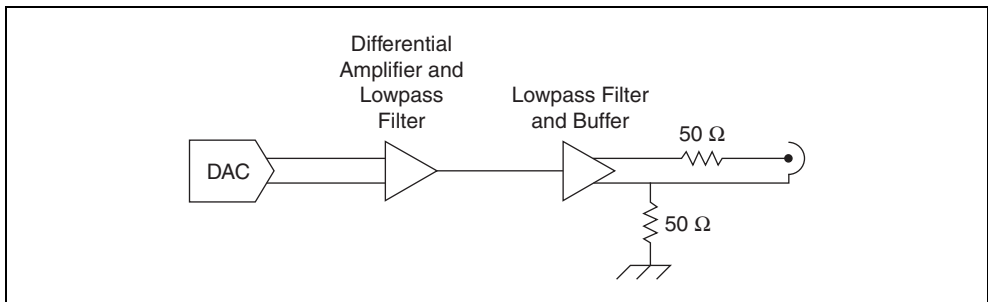 Differential
Amplifier and
Lowpass
Filter
Lowpass Filter
and Buffer
50 Ω
DAC
50 Ω